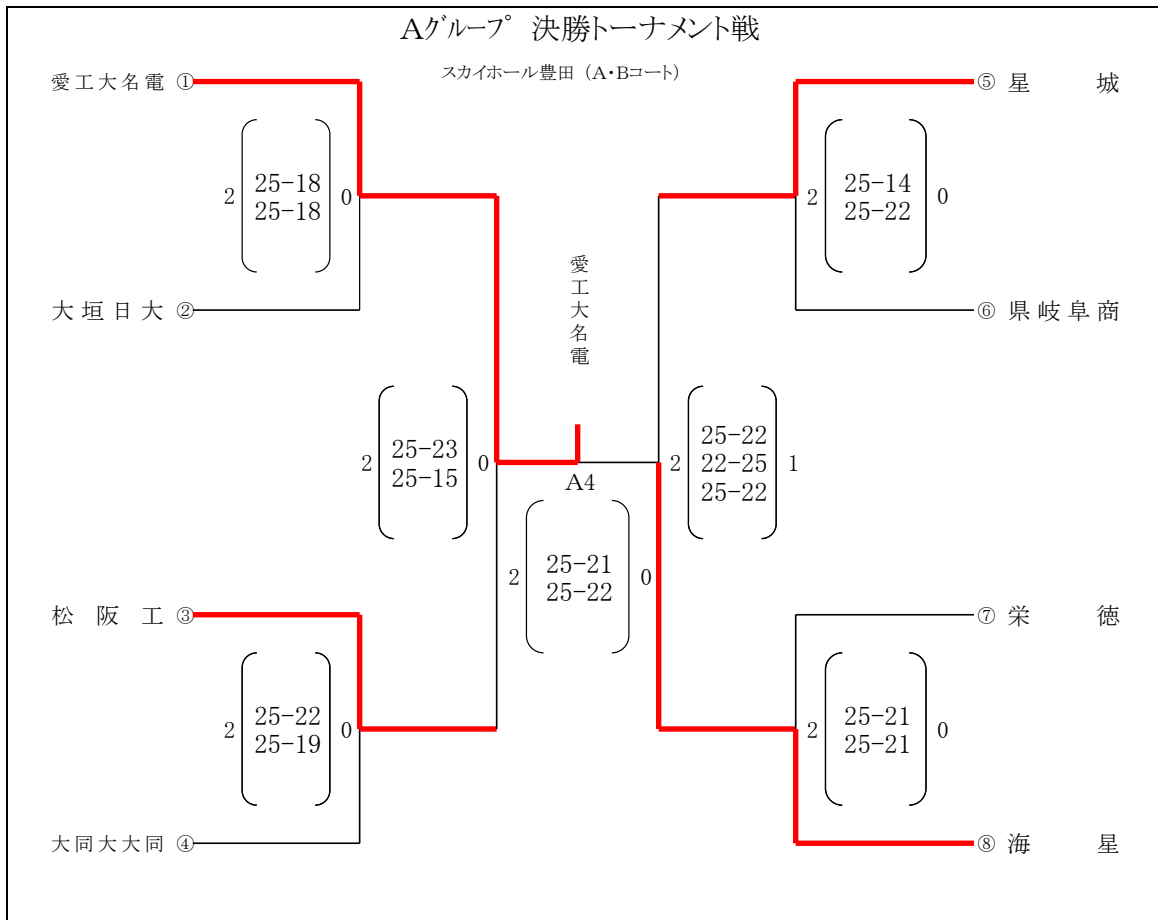 Aグループ 決勝トーナメント戦
スカイホール豊田 (A・Bコート)
愛工大名電 ①
⑤ 星城
2 25-18 0
25-18
2 25-14 0
25-22
大垣日大 ②
⑥ 県岐阜商
愛工大名電
2 25-23 0
25-15
2 25-22 1
22-25
25-22
A4
2 25-21 0
25-22
松阪工 ③
⑦ 栄徳
2 25-22 0
25-19
2 25-21 0
25-21
大同大大同 ④
⑧ 海星